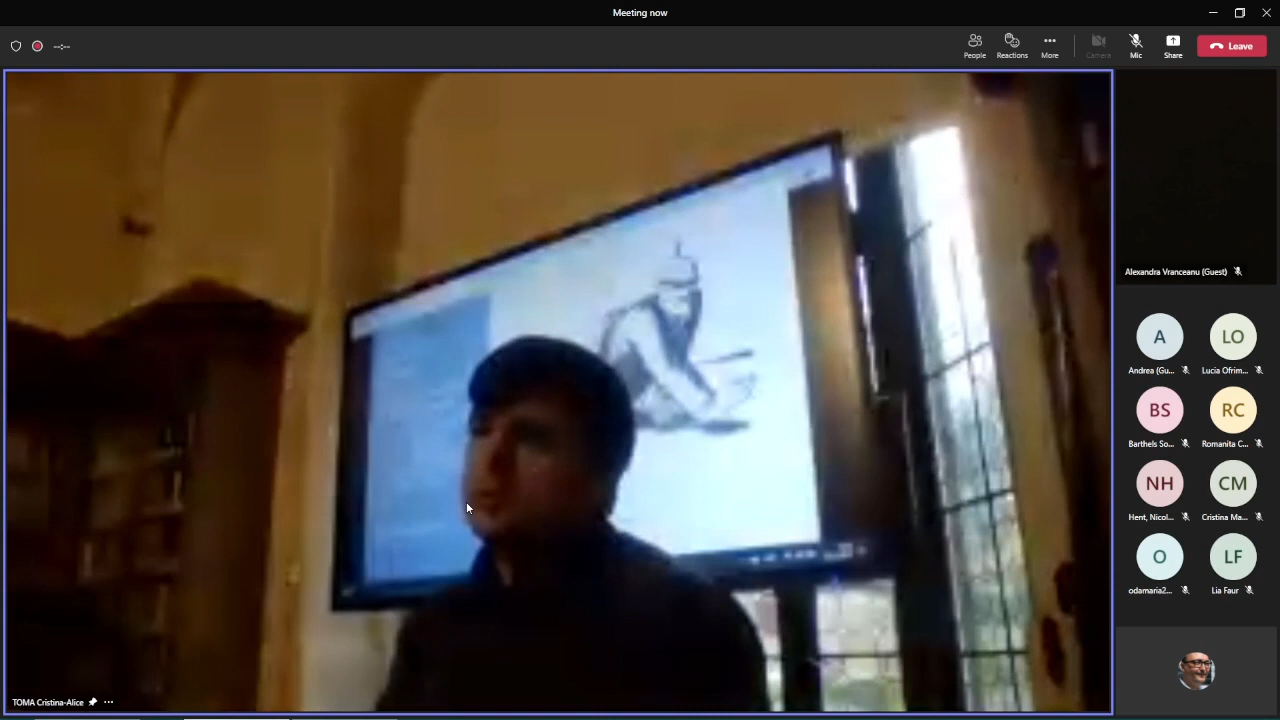 Meeting now
--:--
People
Reactions
More
Camera
Mic
Share
Leave
Alexandra Vranceanu (Guest)
A
LO
Andrea (Gu...
Lucia Ofrim...
BS
RC
Barthels So...
Romanita C...
NH
CM
Hent, Nicol...
Cristina Ma...
O
LF
odamaria2...
Lia Faur
TOMA Cristina-Alice